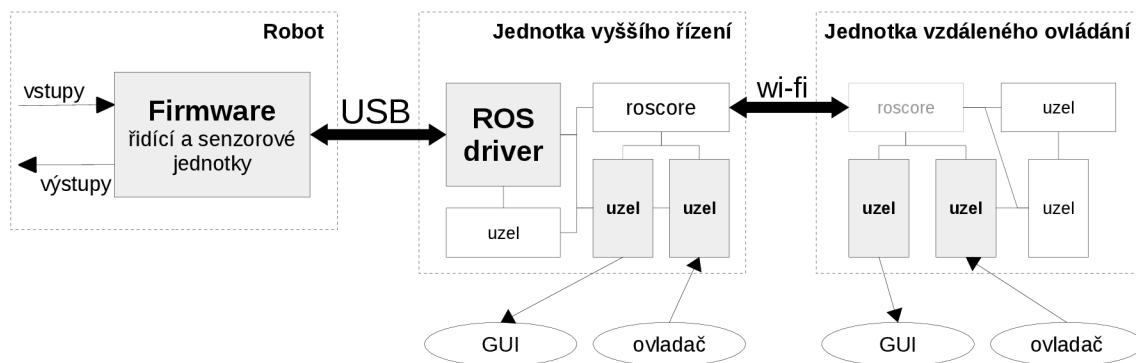 Robot
vstupy
výstupy
Firmware
řidící a senzorové
jednotky
USB
Jednotka vyššího řízení
ROS
driver
roscore
uzel
uzel
uzel
GUI
ovladač
wi-fi
Jednotka vzdáleného ovládání
roscore
uzel
uzel
uzel
uzel
GUI
ovladač